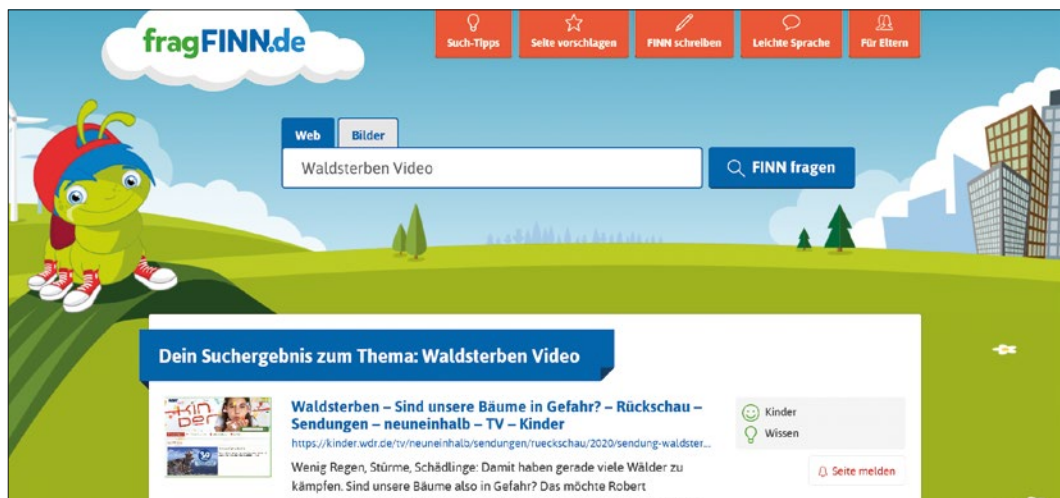 fragFINN.de
Such-Tipps
Seite vorschlagen
FINN schreiben
Leichte Sprache
Für Eltern
Web
Bilder
Waldsterben Video
FINN fragen
Dein Suchergebnis zum Thema: Waldsterben Video
Waldsterben – Sind unsere Bäume in Gefahr? – Rückschau –
Sendungen – neuneinhalb – TV – Kinder
https://kinder.wdr.de/tv/neuneinhalb/sendungen/rueckschau/2020/sendung-waldster...
Wenig Regen, Stürme, Schädlinge: Damit haben gerade viele Wälder zu
kämpfen. Sind unsere Bäume also in Gefahr? Das möchte Robert
Kinder
Wissen
Seite melden